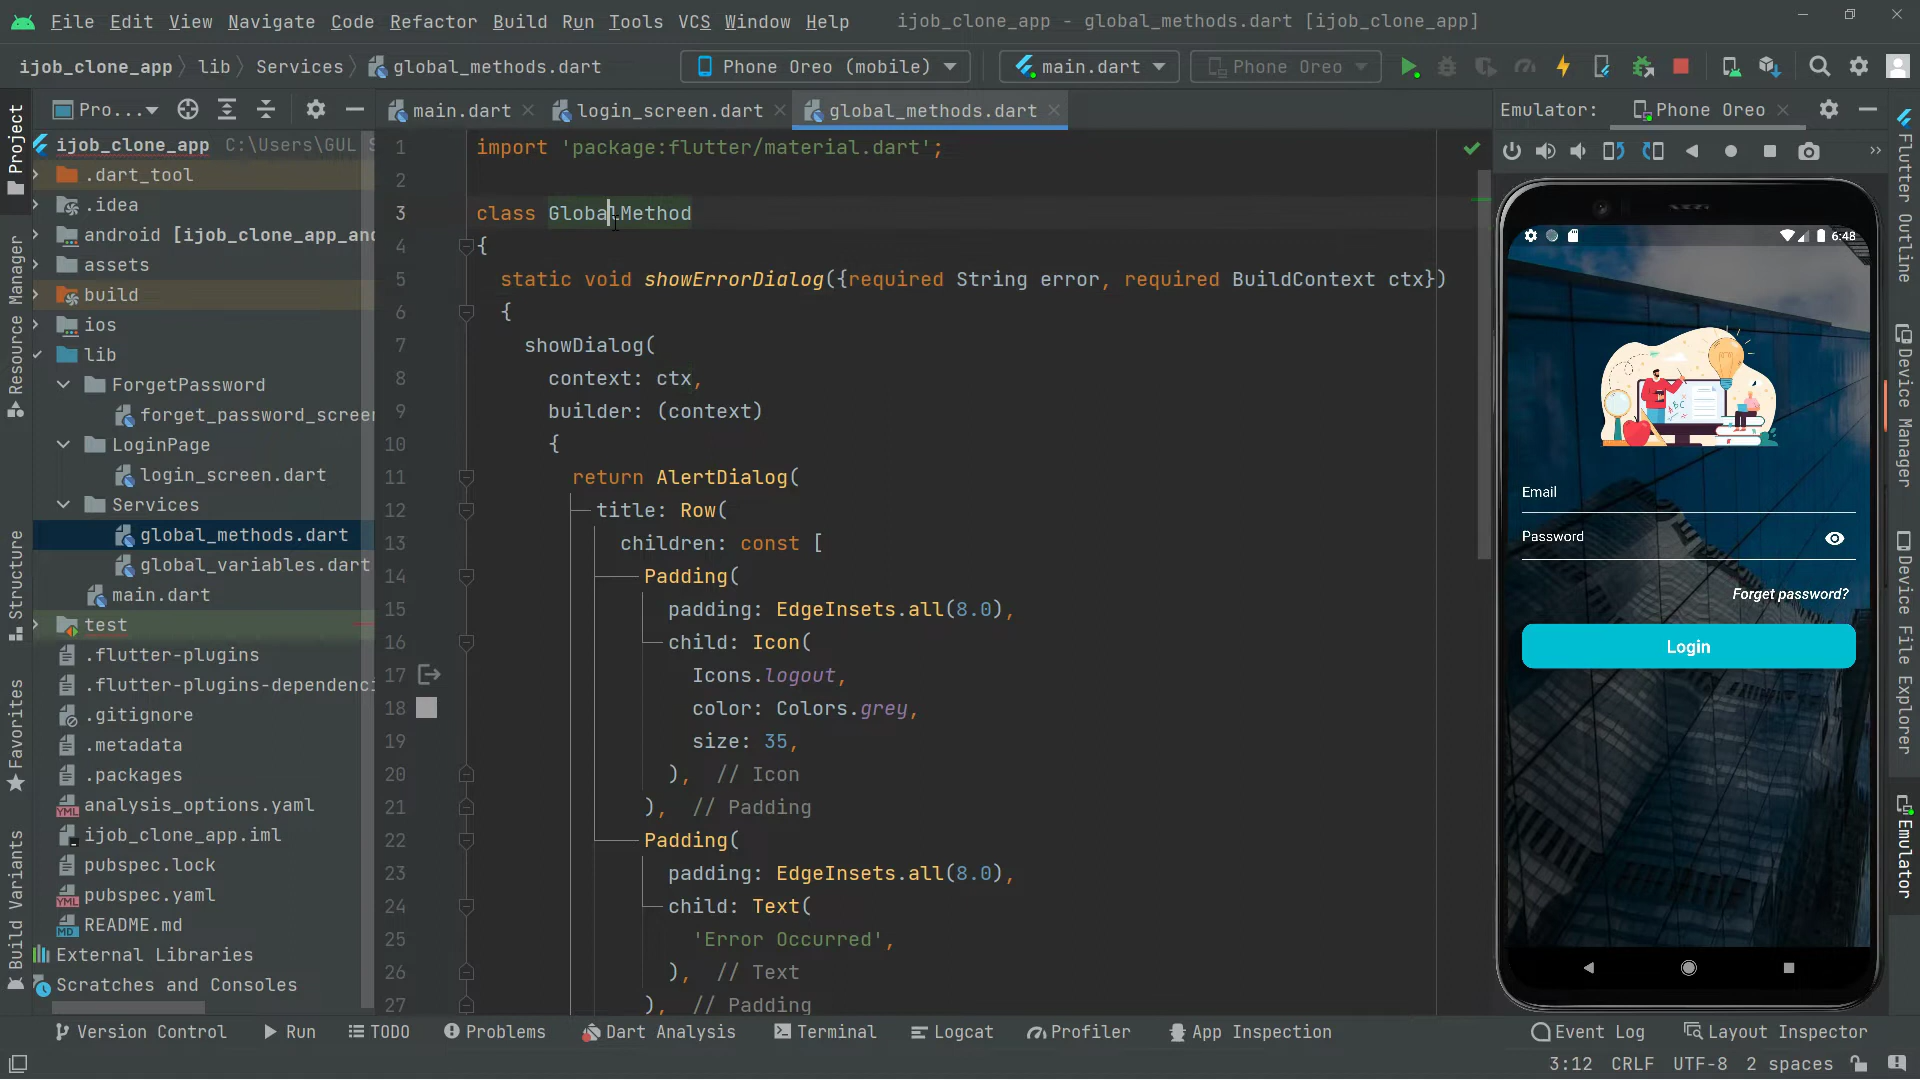 File Edit View Navigate Code Refactor Build Run Tools VCS Window Help ijob_clone_app - global_methods.dart [ijob_clone_app]
ijob_clone_app lib Services global_methods.dart Phone Oreo (mobile) main.dart Phone Oreo
Pro... main.dart login_screen.dart global_methods.dart Emulator: Phone Oreo
Project
Resource Manager
Structure
Favorites
Build Variants
ijob_clone_app C:\Users\GUL S
.dart_tool
.idea
android [ijob_clone_app_and
assets
build
ios
lib
ForgetPassword
forget_password_screen
LoginPage
login_screen.dart
Services
global_methods.dart
global_variables.dart
main.dart
test
.flutter-plugins
.flutter-plugins-dependenci
.gitignore
.metadata
.packages
analysis_options.yaml
ijob_clone_app.iml
pubspec.lock
pubspec.yaml
README.md
External Libraries
Scratches and Consoles
1 import 'package:flutter/material.dart';
2
3 class GlobalMethod
4 {
5 static void showErrorDialog({required String error, required BuildContext ctx})
6 {
7 showDialog(
8 context: ctx,
9 builder: (context)
10 {
11 return AlertDialog(
12 title: Row(
13 children: const [
14 Padding(
15 padding: EdgeInsets.all(8.0),
16 child: Icon(
17 Icons.logout,
18 color: Colors.grey,
19 size: 35,
20 ), // Icon
21 ), // Padding
22 Padding(
23 padding: EdgeInsets.all(8.0),
24 child: Text(
25 'Error Occurred',
26 ), // Text
27 ), // Padding
6:48
Email
Password
Forget password?
Login
Flutter Outline
Device Manager
Device File Explorer
Emulator
Version Control Run TODO Problems Dart Analysis Terminal Logcat Profiler App Inspection Event Log Layout Inspector
3:12 CRLF UTF-8 2 spaces